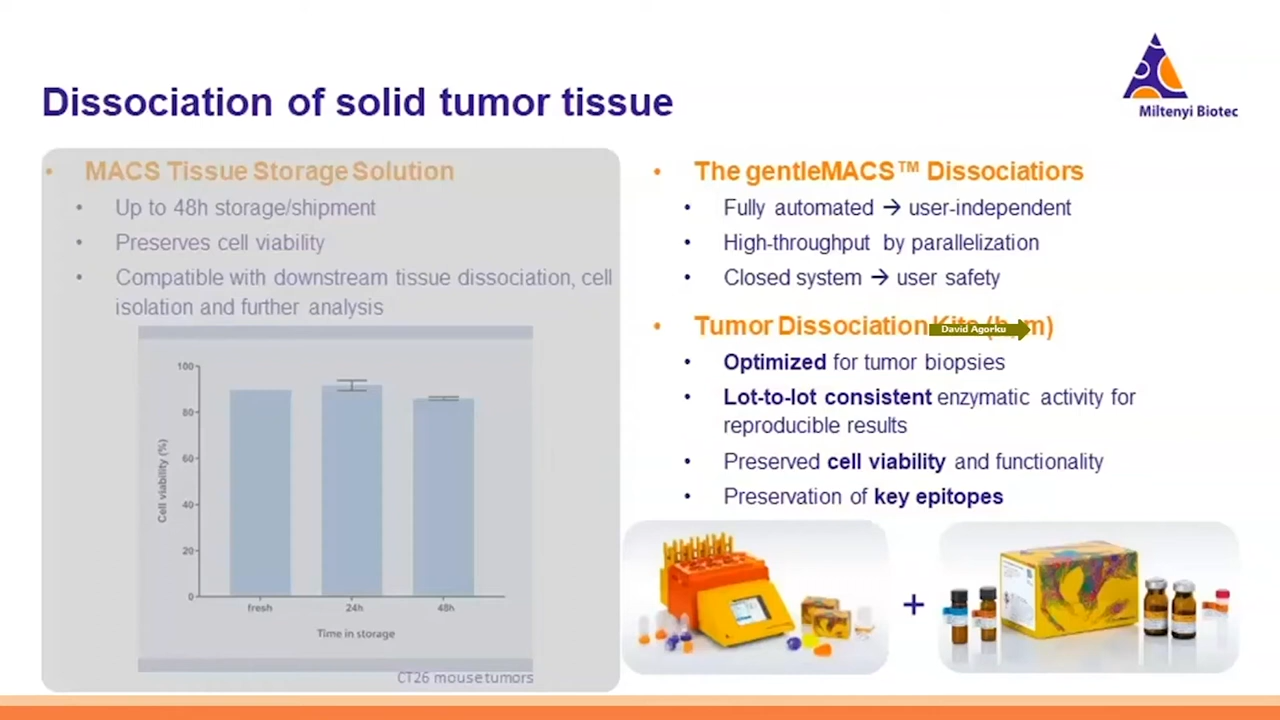 Miltenyi Biotec
Dissociation of solid tumor tissue
• MACS Tissue Storage Solution
• Up to 48h storage/shipment
• Preserves cell viability
• Compatible with downstream tissue dissociation, cell
isolation and further analysis
Cell viability (%)
100
80
60
40
20
0
fresh 24h 48h
Time in storage
CT26 mouse tumors
• The gentleMACS™ Dissociatiors
• Fully automated → user-independent
• High-throughput by parallelization
• Closed system → user safety
• Tumor Dissociation m)
David Agorku
• Optimized for tumor biopsies
• Lot-to-lot consistent enzymatic activity for
reproducible results
• Preserved cell viability and functionality
• Preservation of key epitopes
+